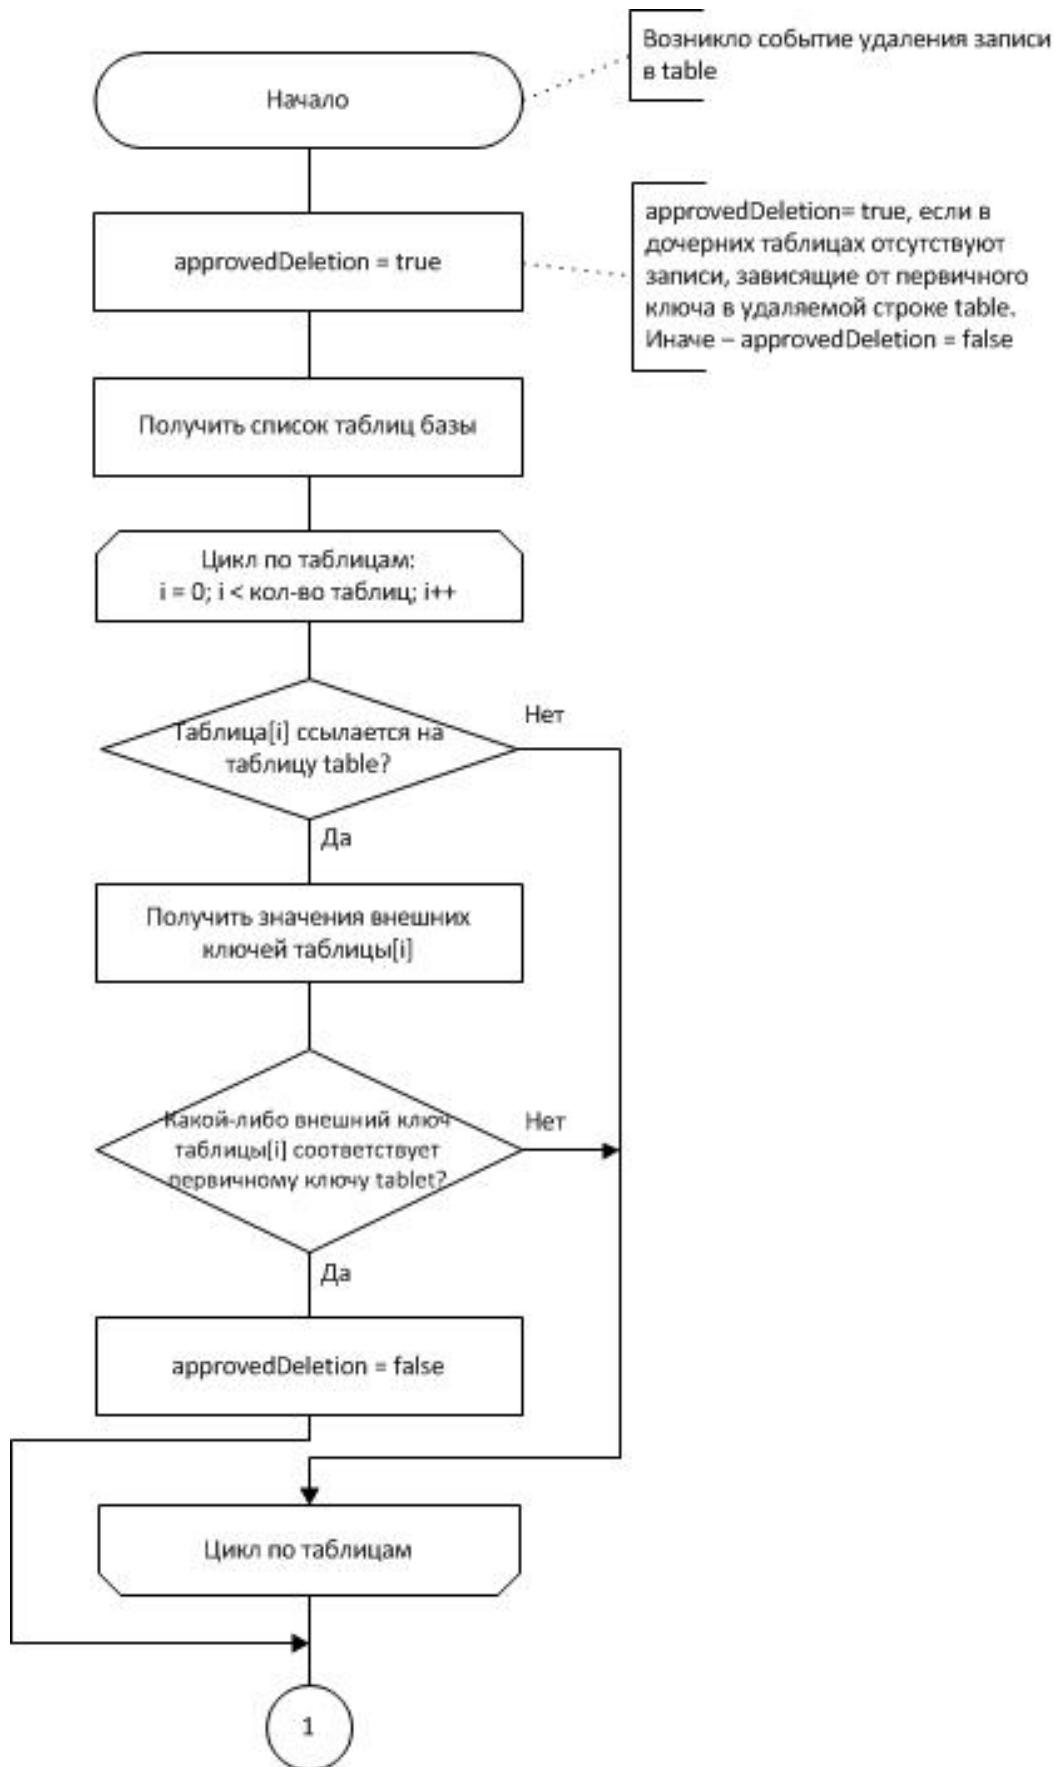 Возникло событие удаления записи
в table
Начало
approvedDeletion = true
approvedDeletion= true, если в
дочерних таблицах отсутствуют
записи, зависящие от первичного
ключа в удаляемой строке table.
Иначе – approvedDeletion = false
Получить список таблиц базы
Цикл по таблицам:
i = 0; i < кол-во таблиц; i++
Таблица[i] ссылается на
таблицу table?
Нет
Да
Получить значения внешних
ключей таблицы[i]
Какой-либо внешний ключ
таблицы[i] соответствует
первичному ключу tablet?
Нет
Да
approvedDeletion = false
Цикл по таблицам
1